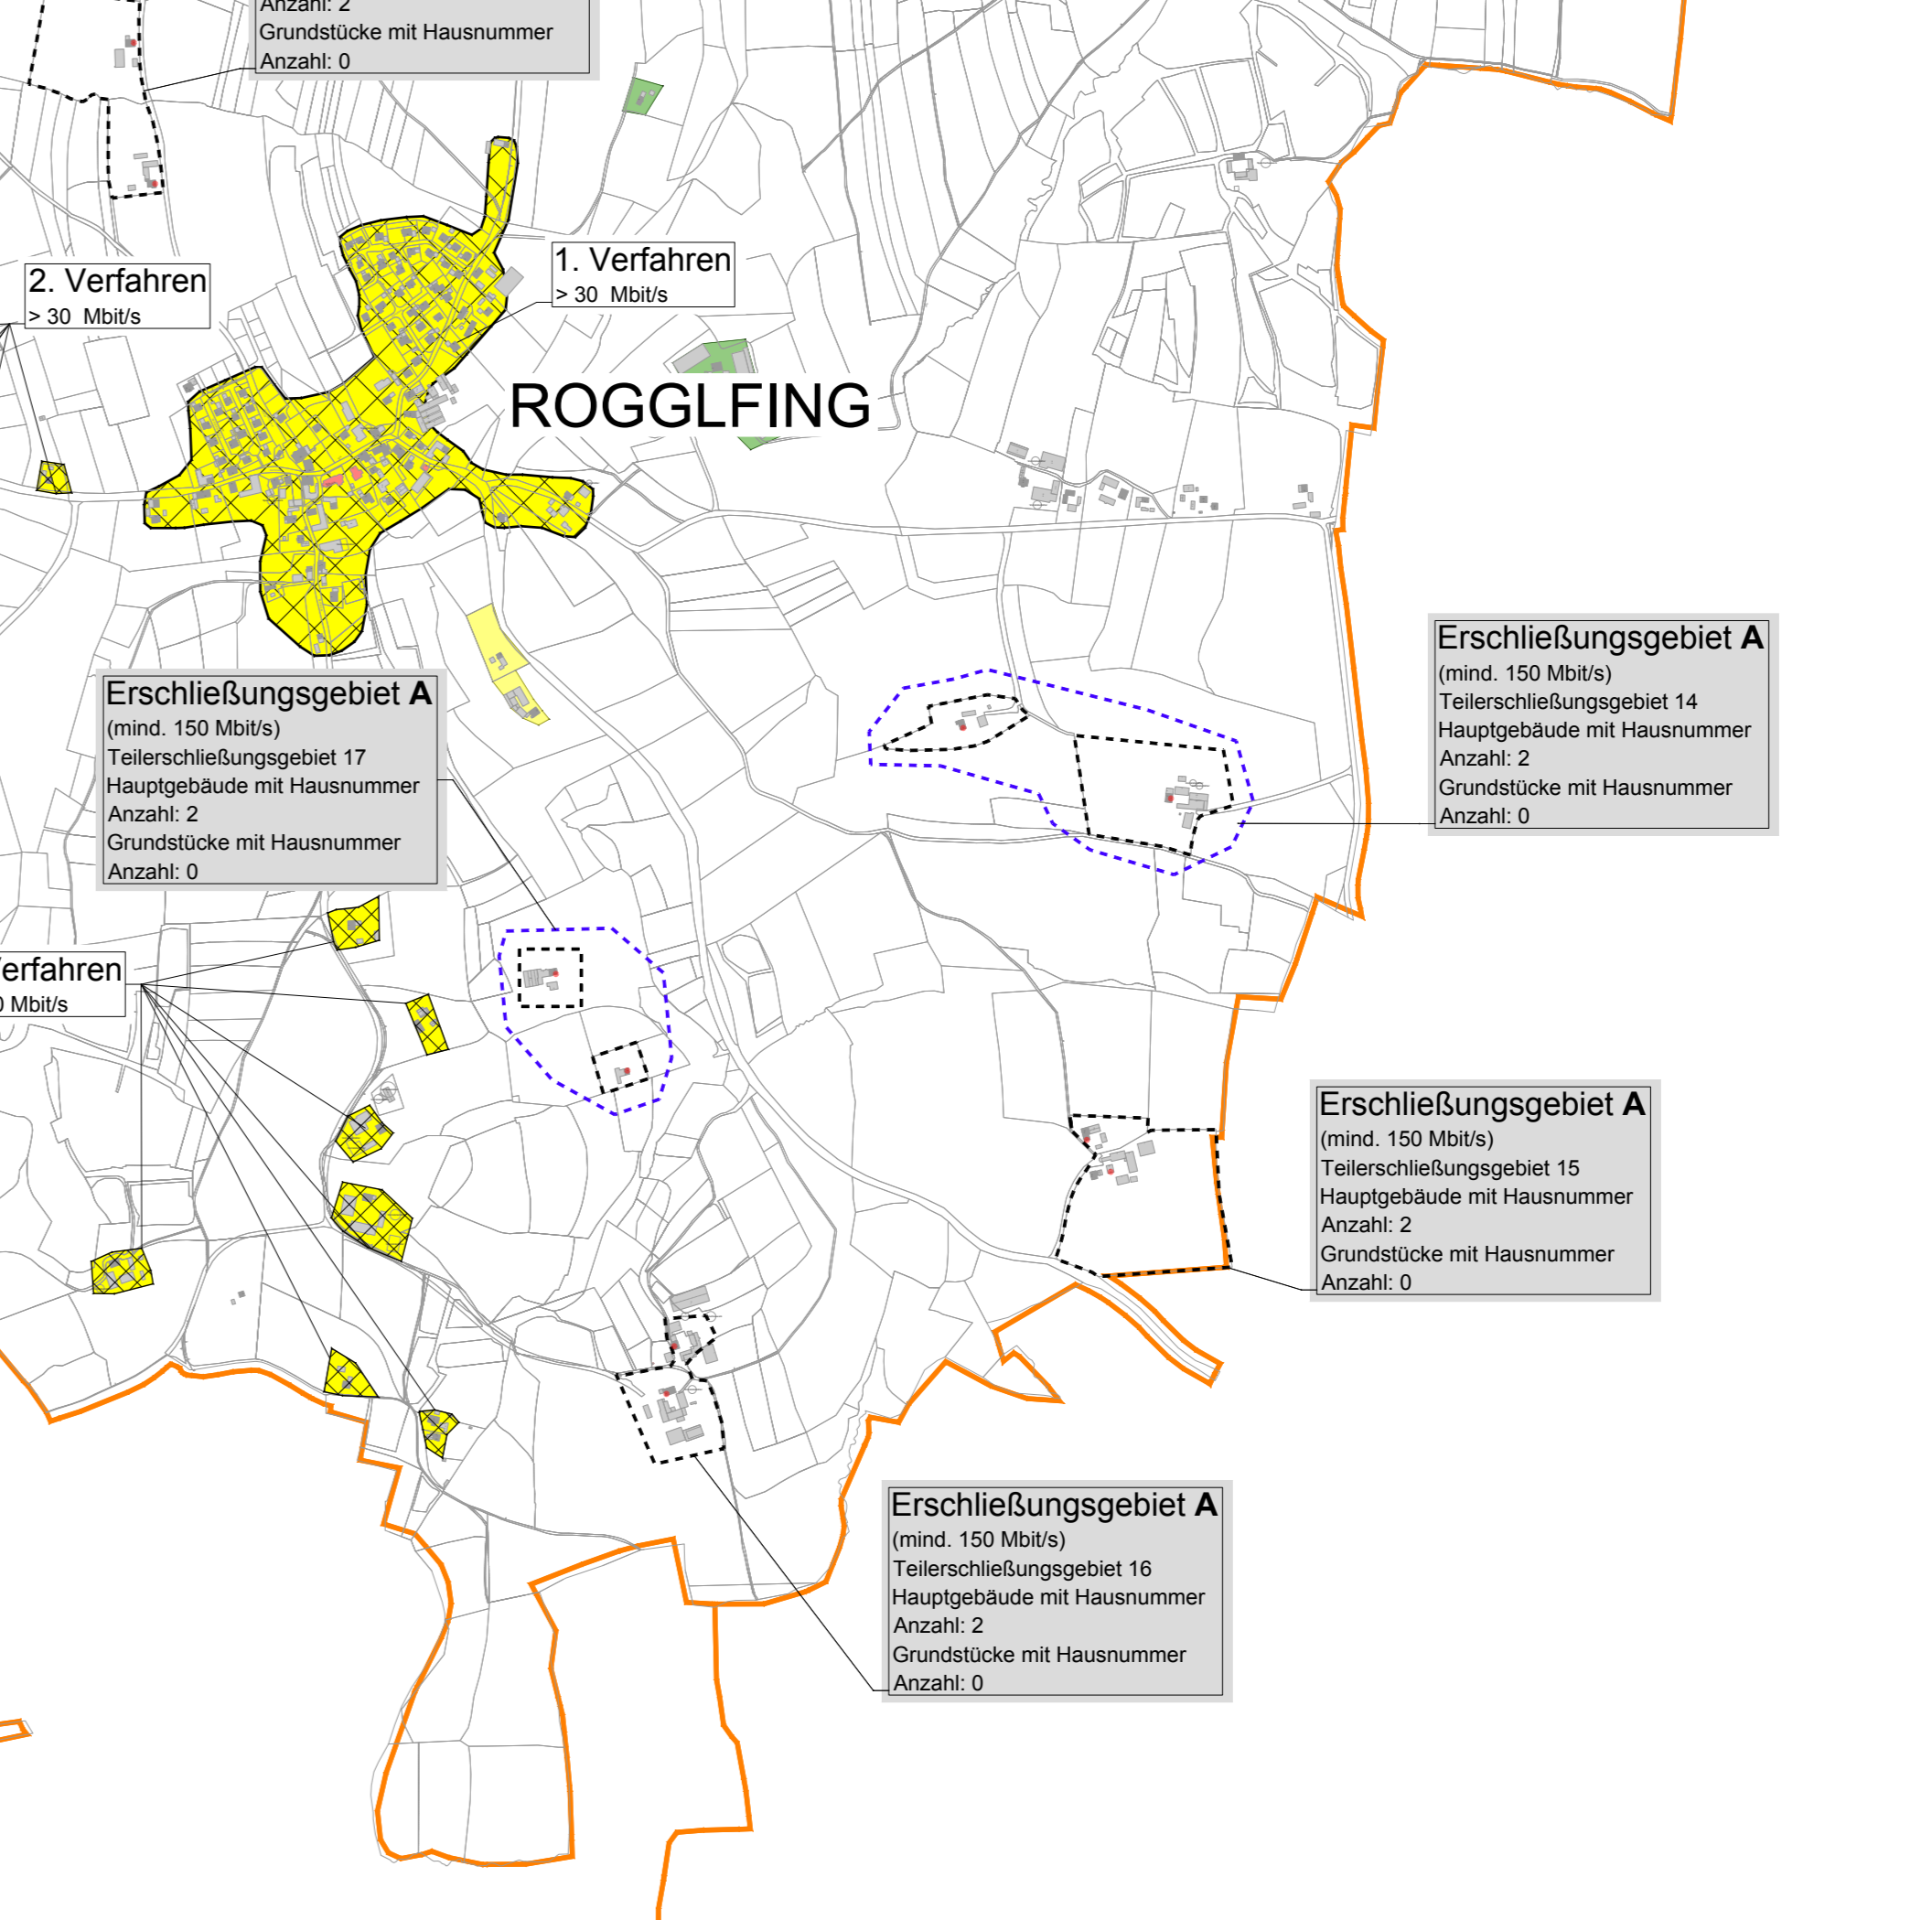 Anzahl: 2
Grundstücke mit Hausnummer
Anzahl: 0
2. Verfahren
> 30 Mbit/s
1. Verfahren
> 30 Mbit/s
ROGGLFING
Erschließungsgebiet A
(mind. 150 Mbit/s)
Teilerschließungsgebiet 14
Hauptgebäude mit Hausnummer
Anzahl: 2
Grundstücke mit Hausnummer
Anzahl: 0
Erschließungsgebiet A
(mind. 150 Mbit/s)
Teilerschließungsgebiet 17
Hauptgebäude mit Hausnummer
Anzahl: 2
Grundstücke mit Hausnummer
Anzahl: 0
erfahren
0 Mbit/s
Erschließungsgebiet A
(mind. 150 Mbit/s)
Teilerschließungsgebiet 15
Hauptgebäude mit Hausnummer
Anzahl: 2
Grundstücke mit Hausnummer
Anzahl: 0
Erschließungsgebiet A
(mind. 150 Mbit/s)
Teilerschließungsgebiet 16
Hauptgebäude mit Hausnummer
Anzahl: 2
Grundstücke mit Hausnummer
Anzahl: 0